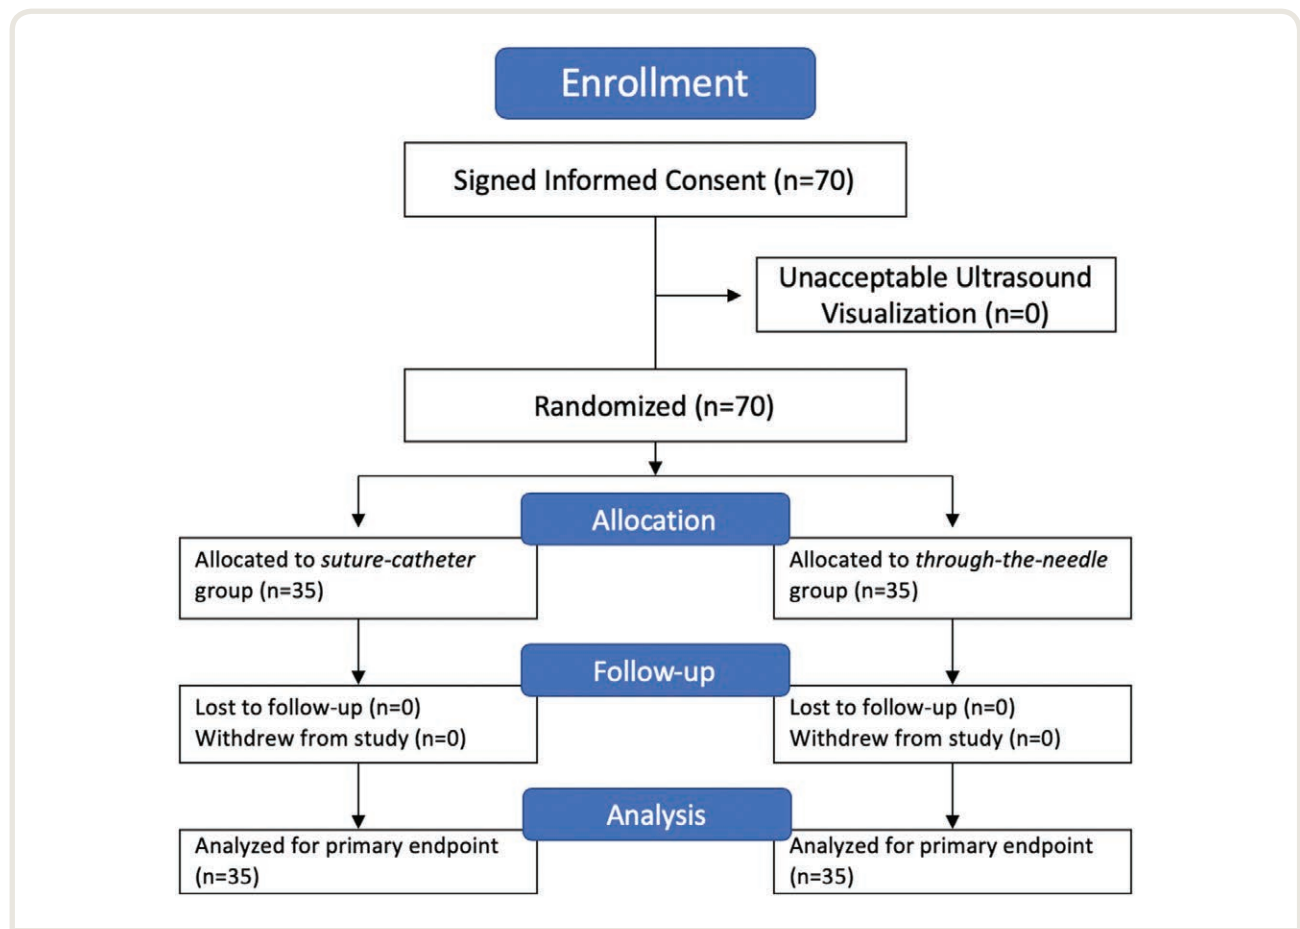 Enrollment
Signed Informed Consent (n=70)
Unacceptable Ultrasound
Visualization (n=0)
Randomized (n=70)
Allocation
Allocated to suture-catheter
group (n=35)
Allocated to through-the-needle
group (n=35)
Follow-up
Lost to follow-up (n=0)
Withdrew from study (n=0)
Lost to follow-up (n=0)
Withdrew from study (n=0)
Analysis
Analyzed for primary endpoint
(n=35)
Analyzed for primary endpoint
(n=35)